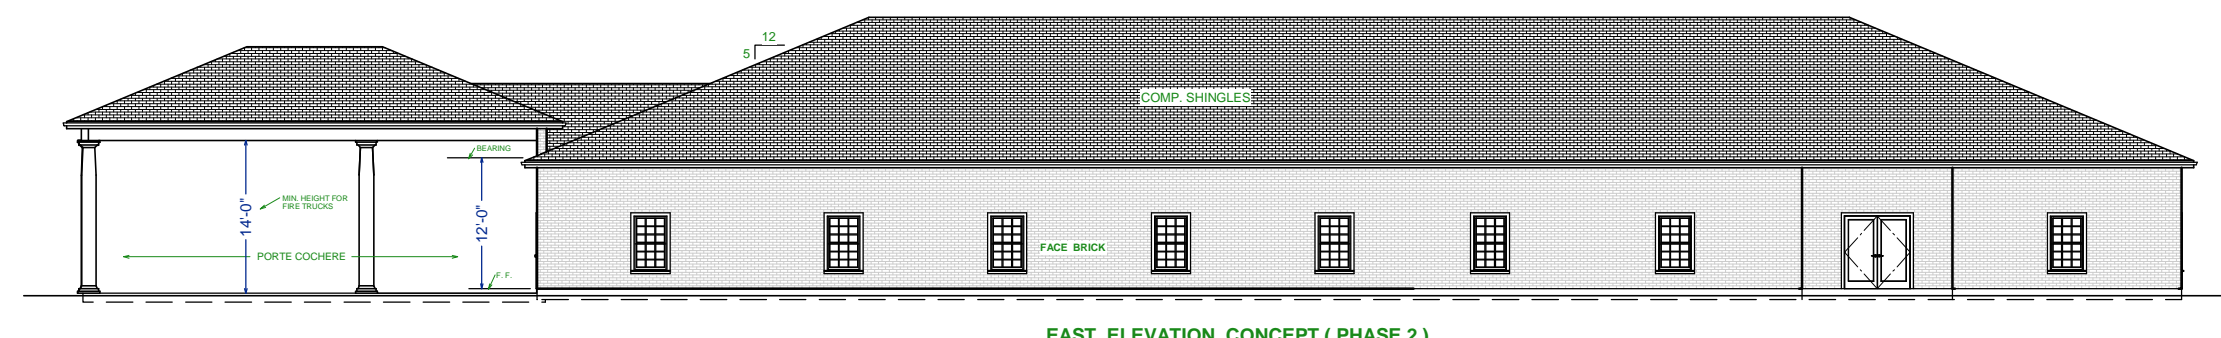 12
5
COMP. SHINGLES
BEARING
MIN. HEIGHT FOR
FIRE TRUCKS
14'-0"
12'-0"
FACE BRICK
PORTE COCHERE
F. F.
EAST ELEVATION CONCEPT ( PHASE 2 )